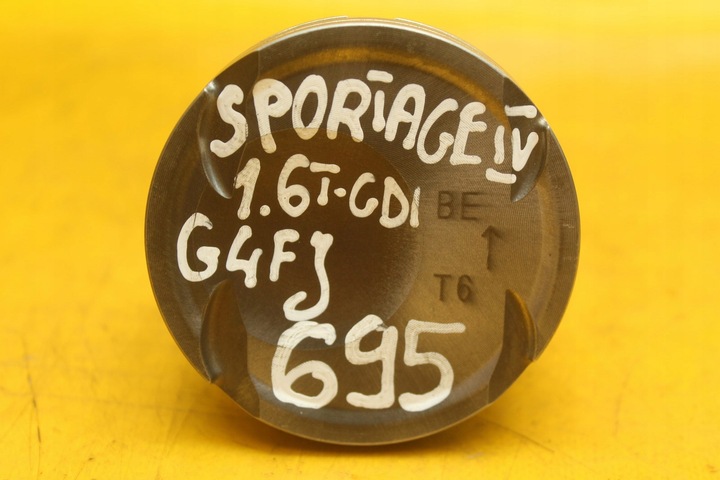 SPORTAGE IV
1.6T-GDI
BE
G4FJ
↑
T6
695